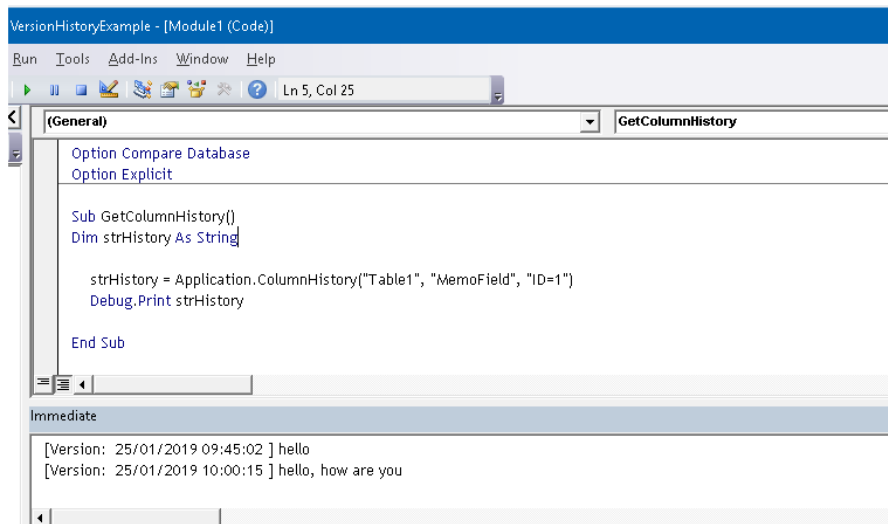 VersionHistoryExample - [Module1 (Code)]
Run Tools Add-Ins Window Help
Ln 5, Col 25
(General) GetColumnHistory
Option Compare Database
Option Explicit
Sub GetColumnHistory()
Dim strHistory As String
strHistory = Application.ColumnHistory("Table1", "MemoField", "ID=1")
Debug.Print strHistory
End Sub
Immediate
[Version:  25/01/2019 09:45:02 ] hello
[Version:  25/01/2019 10:00:15 ] hello, how are you